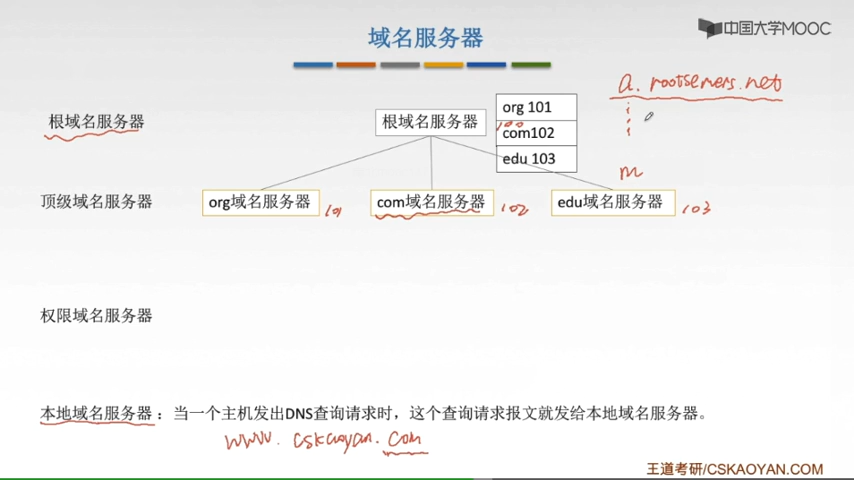 域名服务器
中国大学MOOC
a. rootservers.net
根域名服务器
根域名服务器
100
org 101
com102
edu 103
m
顶级域名服务器
org域名服务器
101
com域名服务器
102
edu域名服务器
103
权限域名服务器
本地域名服务器：当一个主机发出DNS查询请求时，这个查询请求报文就发给本地域名服务器。
www. cskaoyan. com
王道考研/CSKAOYAN.COM